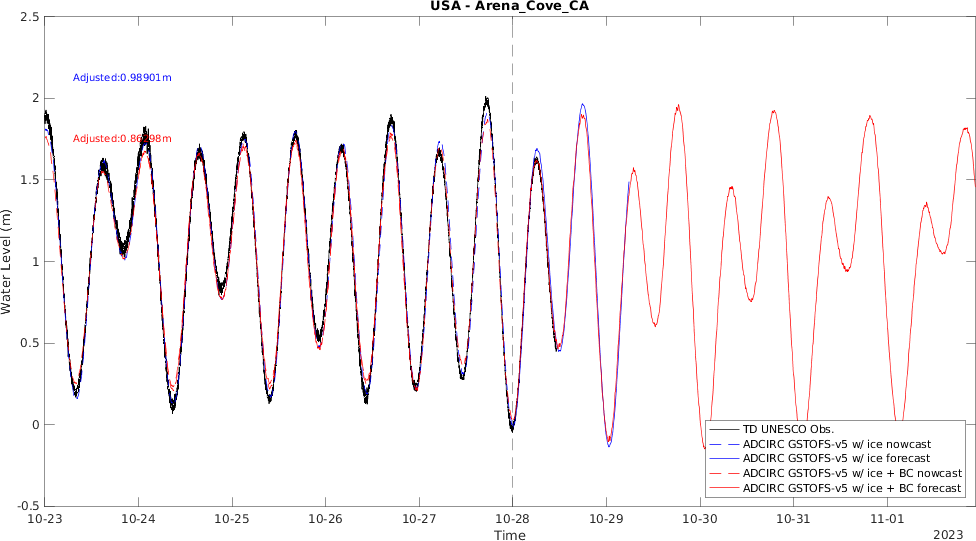 USA - Arena_Cove_CA
2.5
Adjusted:0.98901m
2
1.5
Water Level (m)
1
0.5
0
TD UNESCO Obs.
ADCIRC GSTOFS-v5 w/ ice nowcast
ADCIRC GSTOFS-v5 w/ ice forecast
ADCIRC GSTOFS-v5 w/ice + BC nowcast
ADCIRC GSTOFS-v5 w/ice + BC forecast
-0.5
10-23 10-24 10-25 10-26 10-27 10-28 10-29 10-30 10-31 11-01
Time
2023